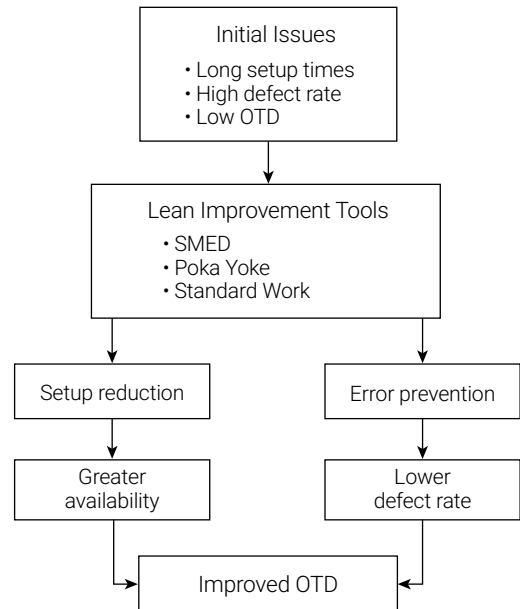 Initial Issues
• Long setup times
• High defect rate
• Low OTD
Lean Improvement Tools
• SMED
• Poka Yoke
• Standard Work
Setup reduction
Error prevention
Greater
availability
Lower
defect rate
Improved OTD